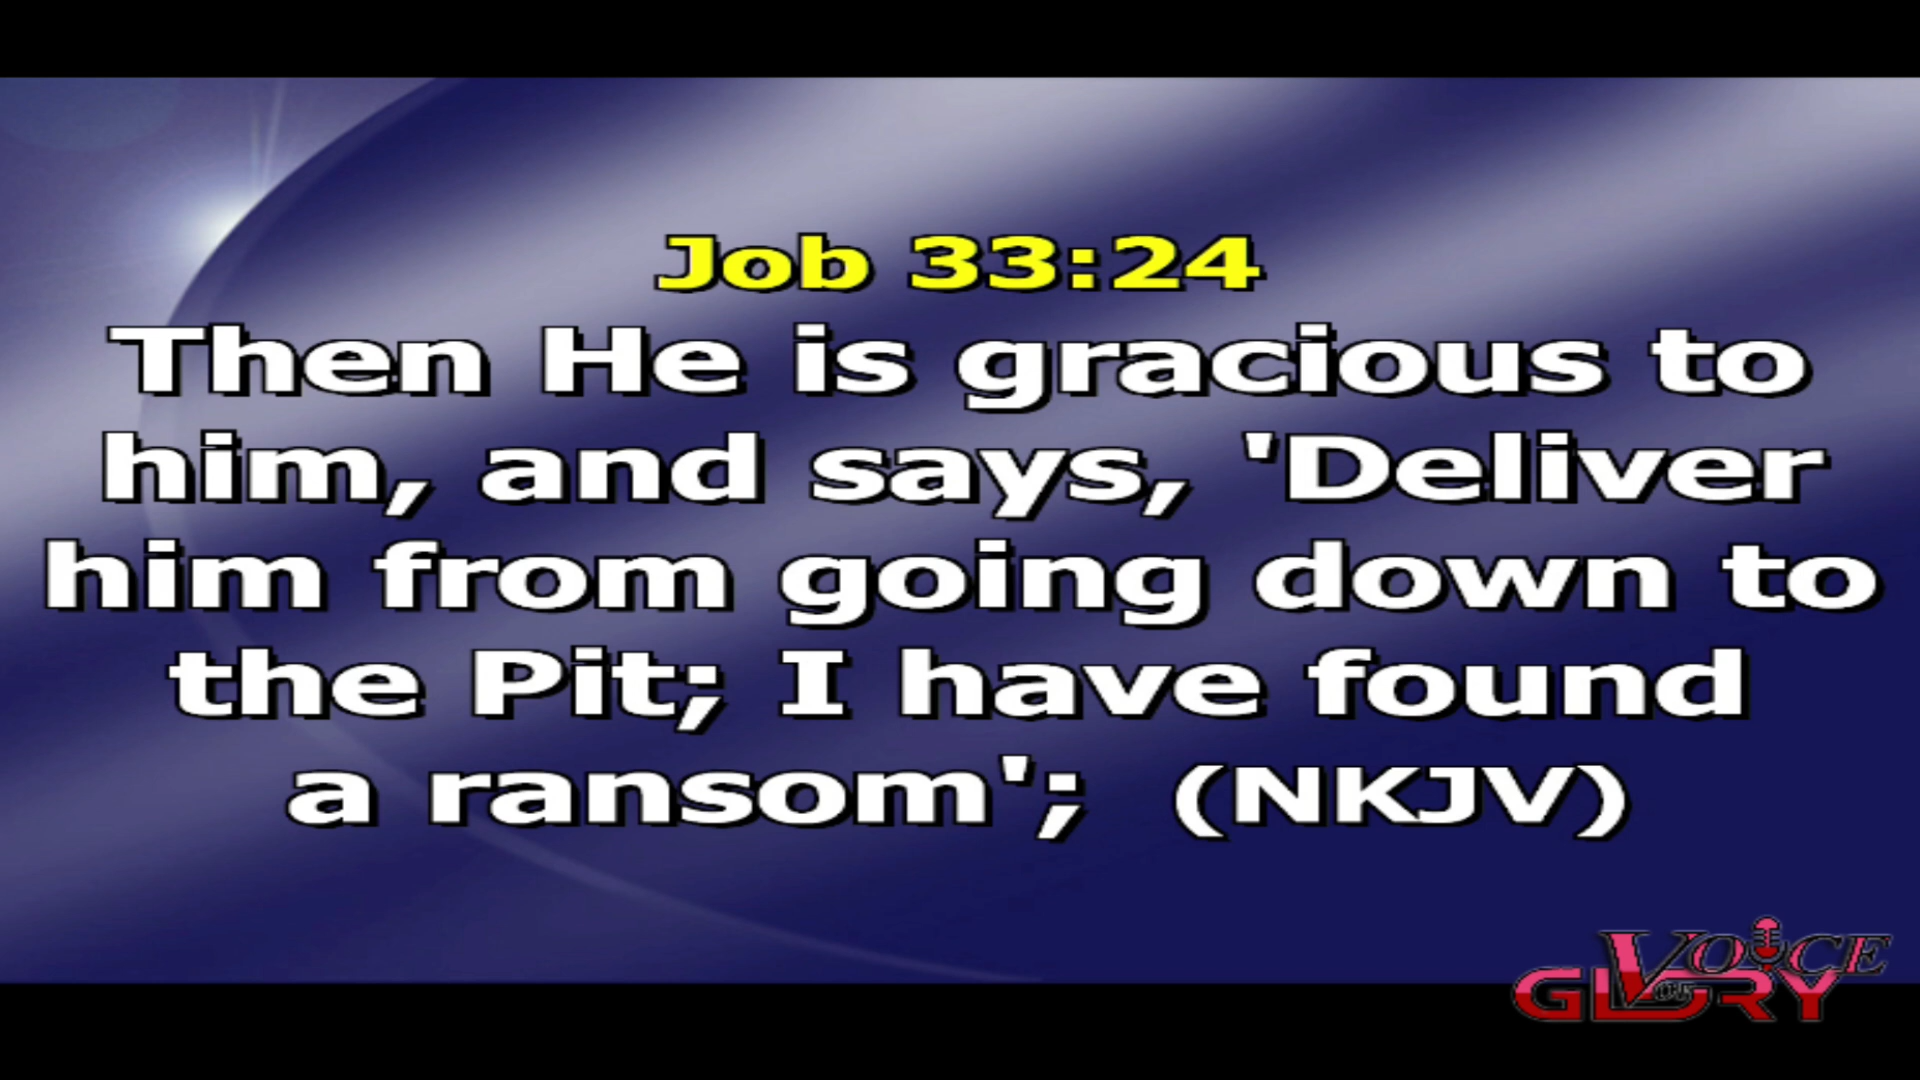 Job 33:24
Then He is gracious to
him, and says, 'Deliver
him from going down to
the Pit; I have found
a ransom';  (NKJV)
VOICE
OF
GLORY